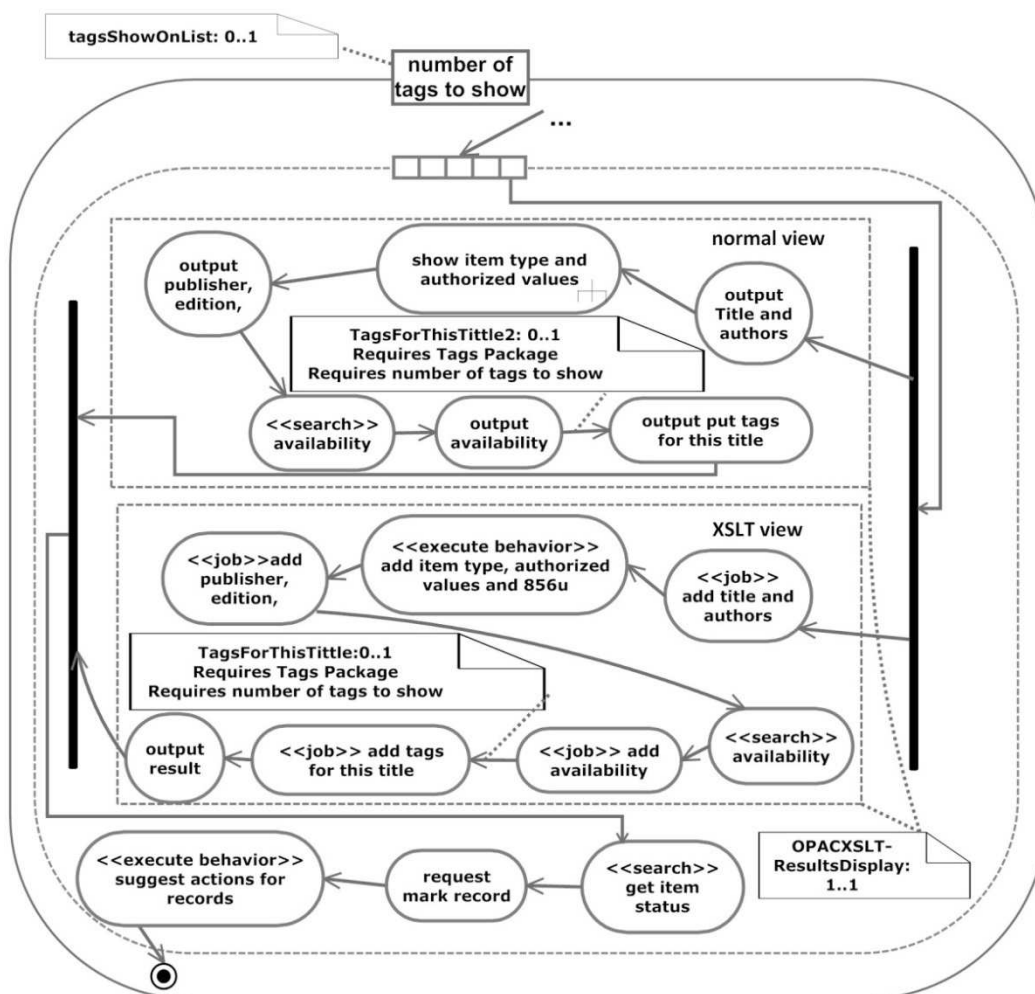 tagsShowOnList: 0..1
number of
tags to show
...
normal view
output
publisher,
edition,
show item type and
authorized values
output
Title and
authors
TagsForThisTittle2: 0..1
Requires Tags Package
Requires number of tags to show
<<search>>
availability
output
availability
output put tags
for this title
XSLT view
<<job>>add
publisher,
edition,
<<execute behavior>>
add item type, authorized
values and 856u
<<job>>
add title and
authors
TagsForThisTittle:0..1
Requires Tags Package
Requires number of tags to show
output
result
<<job>> add tags
for this title
<<job>> add
availability
<<search>>
availability
<<execute behavior>>
suggest actions for
records
request
mark record
<<search>>
get item
status
OPACXSLT-
ResultsDisplay:
1..1